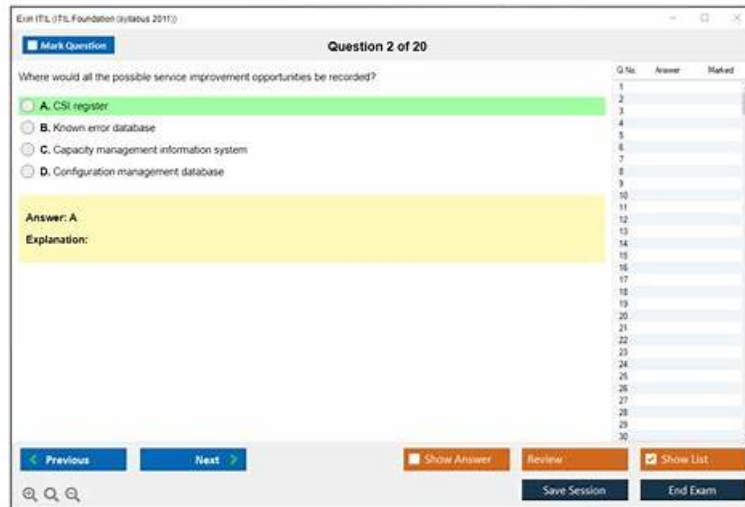 Exin ITIL (ITIL Foundation (syllabus 2011))
Mark Question
Question 2 of 20
Where would all the possible service improvement opportunities be recorded?
A. CSI register
B. Known error database
C. Capacity management information system
D. Configuration management database
Answer: A
Explanation:
Q No. Answer Marked
1
2
3
4
5
6
7
8
9
10
11
12
13
14
15
16
17
18
19
20
21
22
23
24
25
26
27
28
29
30
Previous
Next
Show Answer
Review
Show List
Save Session
End Exam